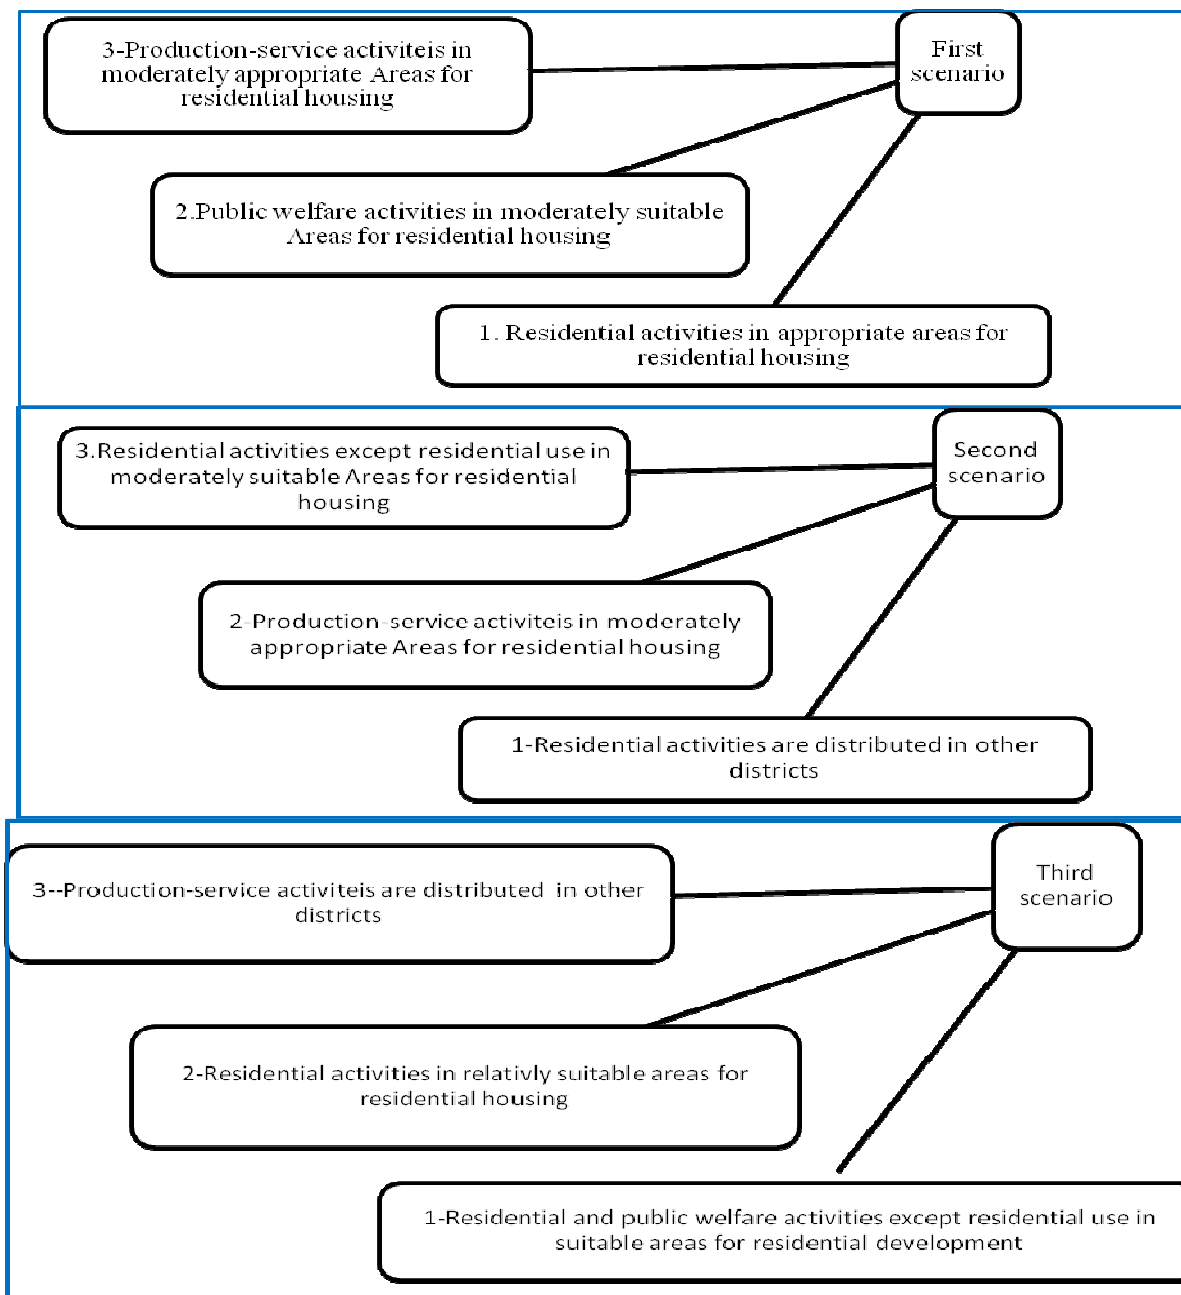 3-Production-service activiteis in
moderately appropriate Areas for
residential housing
First
scenario
2.Public welfare activities in moderately suitable
Areas for residential housing
1. Residential activities in appropriate areas for
residential housing
3.Residential activities except residential use in
moderately suitable Areas for residential
housing
Second
scenario
2-Production-service activiteis in moderately
appropriate Areas for residential housing
1-Residential activities are distributed in other
districts
3--Production-service activiteis are distributed in other
districts
Third
scenario
2-Residential activities in relativly suitable areas for
residential housing
1-Residential and public welfare activities except residential use in
suitable areas for residential development